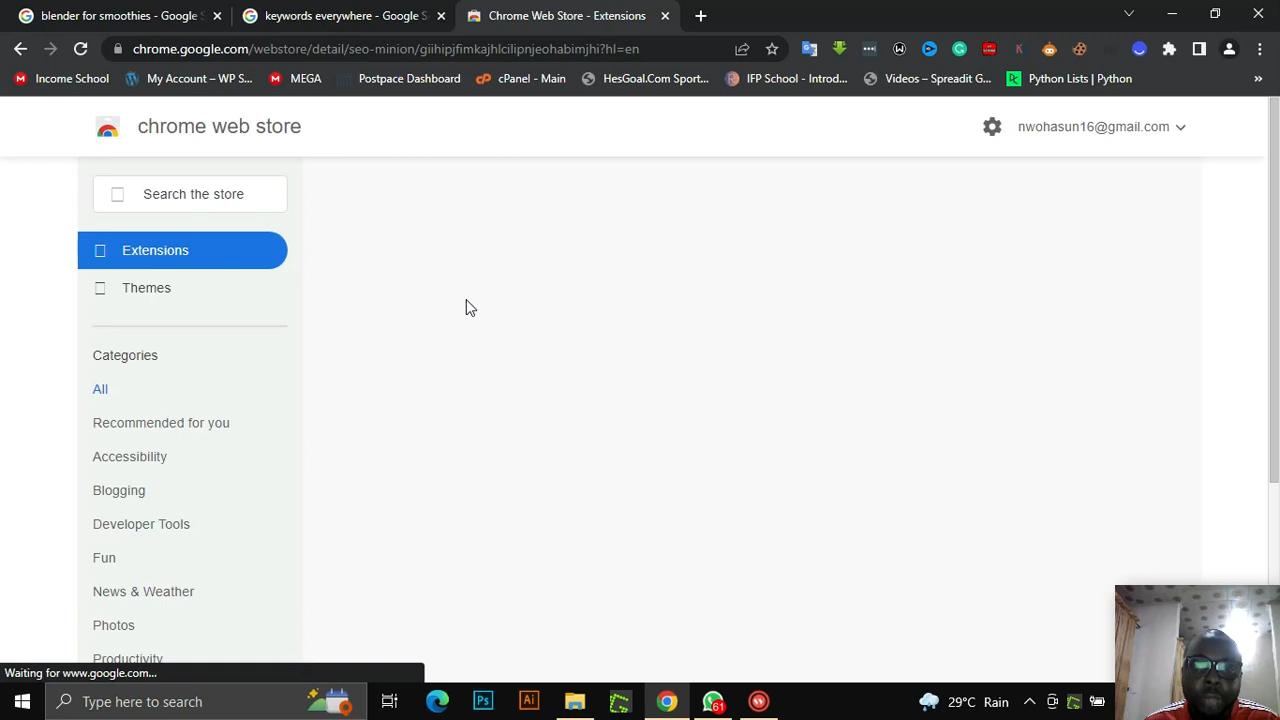 blender for smoothies - Google S
keywords everywhere - Google S
Chrome Web Store - Extensions
chrome.google.com/webstore/detail/seo-minion/giihipjfimkajhlcilipnjeohabimjhi?hl=en
Income School
My Account – WP S...
MEGA
Postpace Dashboard
cPanel - Main
HesGoal.Com Sport...
IFP School - Introd...
Videos – Spreadit G...
Python Lists | Python
chrome web store
nwohasun16@gmail.com
Search the store
Extensions
Themes
Categories
All
Recommended for you
Accessibility
Blogging
Developer Tools
Fun
News & Weather
Photos
Productivity
Waiting for www.google.com...
Type here to search
Ps
Ai
61
29°C Rain